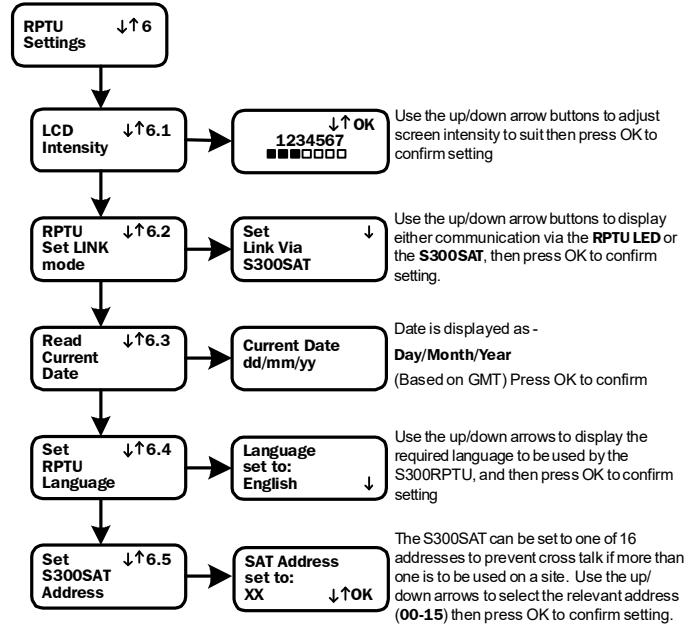 RPTU ↓↑6
Settings
LCD ↓↑6.1
Intensity
↓↑OK
1234567
Use the up/down arrow buttons to adjust
screen intensity to suit then press OK to
confirm setting
RPTU ↓↑6.2
Set LINK
mode
Set ↓
Link Via
S300SAT
Use the up/down arrow buttons to display
either communication via the RPTU LED or
the S300SAT, then press OK to confirm
setting.
Read ↓↑6.3
Current
Date
Current Date
dd/mm/yy
Date is displayed as -
Day/Month/Year
(Based on GMT) Press OK to confirm
Set ↓↑6.4
RPTU
Language
Language
set to:
English ↓
Use the up/down arrows to display the
required language to be used by the
S300RPTU, and then press OK to confirm
setting
Set ↓↑6.5
S300SAT
Address
SAT Address
set to:
XX ↓↑OK
The S300SAT can be set to one of 16
addresses to prevent cross talk if more than
one is to be used on a site. Use the up/
down arrows to select the relevant address
(00-15) then press OK to confirm setting.